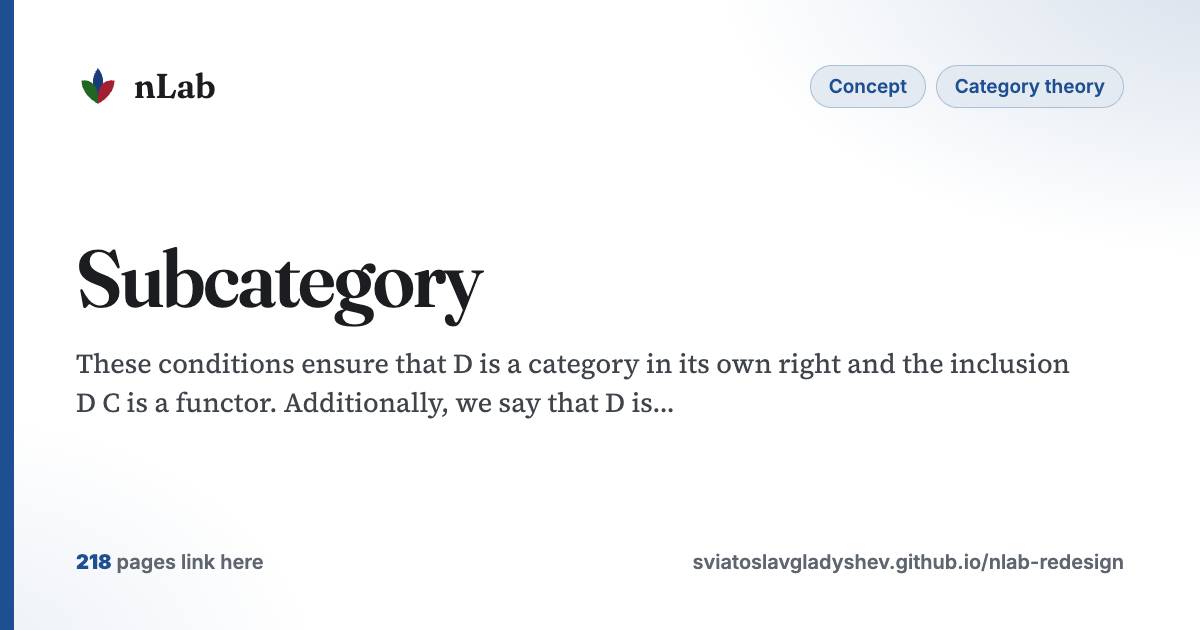 nLab
Concept
Category theory
Subcategory
These conditions ensure that D is a category in its own right and the inclusion
D C is a functor. Additionally, we say that D is...
218 pages link here
sviatoslavgladyshev.github.io/nlab-redesign